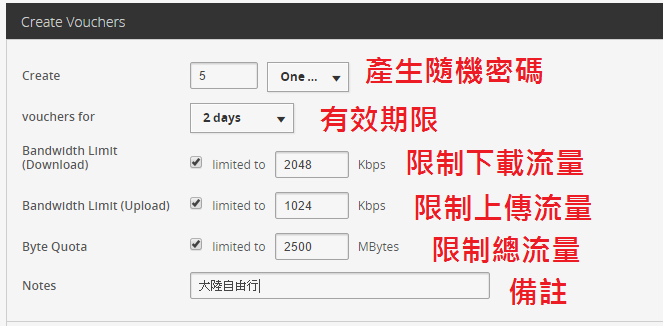 Create Vouchers
Create 5 One ... 產生隨機密碼
vouchers for 2 days 有效期限
Bandwidth Limit
(Download) limited to 2048 Kbps 限制下載流量
Bandwidth Limit (Upload) limited to 1024 Kbps 限制上傳流量
Byte Quota limited to 2500 MBytes 限制總流量
Notes 大陸自由行 備註